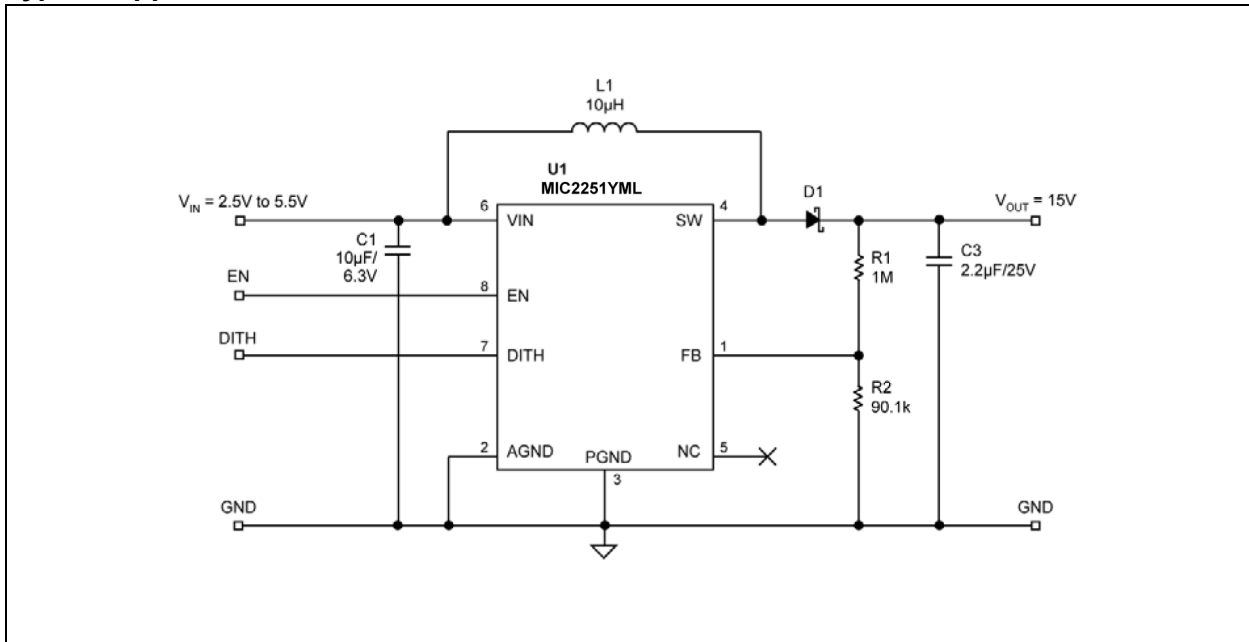 L1
10µH
U1
MIC2251YML
D1
V_IN = 2.5V to 5.5V
6
VIN
SW
4
V_OUT = 15V
C1
10µF/
6.3V
R1
1M
C3
2.2µF/25V
EN
8
EN
DITH
7
DITH
FB
1
R2
90.1k
2
AGND
PGND
3
NC
5
GND
GND